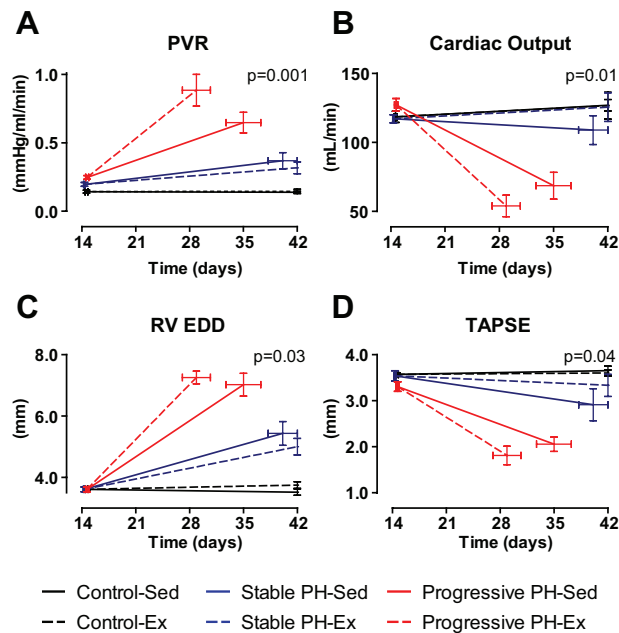 A
PVR
p=0.001
(mmHg/ml/min)
1.0
0.5
0.0
14 21 28 35 42
Time (days)
B
Cardiac Output
p=0.01
(mL/min)
150
100
50
14 21 28 35 42
Time (days)
C
RV EDD
p=0.03
(mm)
8.0
6.0
4.0
14 21 28 35 42
Time (days)
D
TAPSE
p=0.04
(mm)
4.0
3.0
2.0
1.0
14 21 28 35 42
Time (days)
Control-Sed Stable PH-Sed Progressive PH-Sed
Control-Ex Stable PH-Ex Progressive PH-Ex